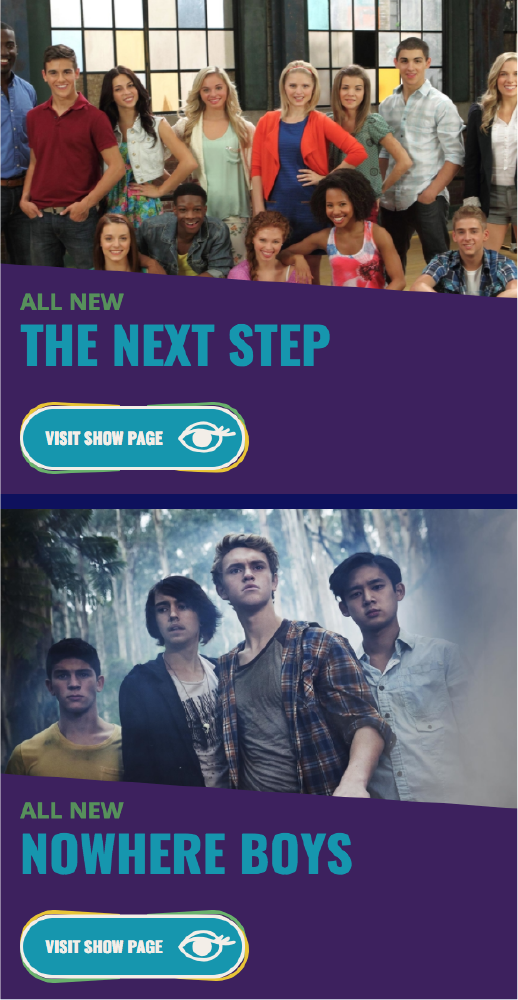 ALL NEW
THE NEXT STEP
VISIT SHOW PAGE
ALL NEW
NOWHERE BOYS
VISIT SHOW PAGE